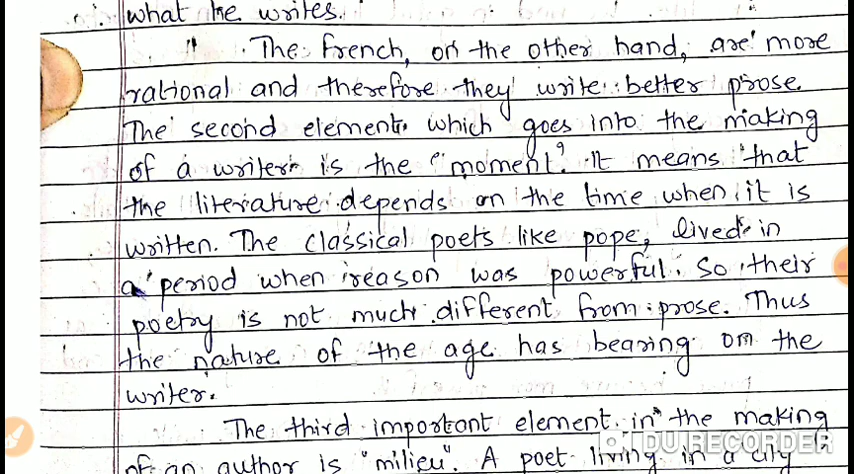 what he writes.
The french, on the other hand, are more
rational and therefore they write better prose.
The second element which goes into the making
of a writer is the "moment". It means that
the literature depends on the time when it is
written. The classical poets like pope, lived in
a period when reason was powerful. So their
poetry is not much different from prose. Thus
the nature of the age has bearing on the
writer.
The third important element in the making
of an author is "milieu". A poet living in a city
DU RECORDER